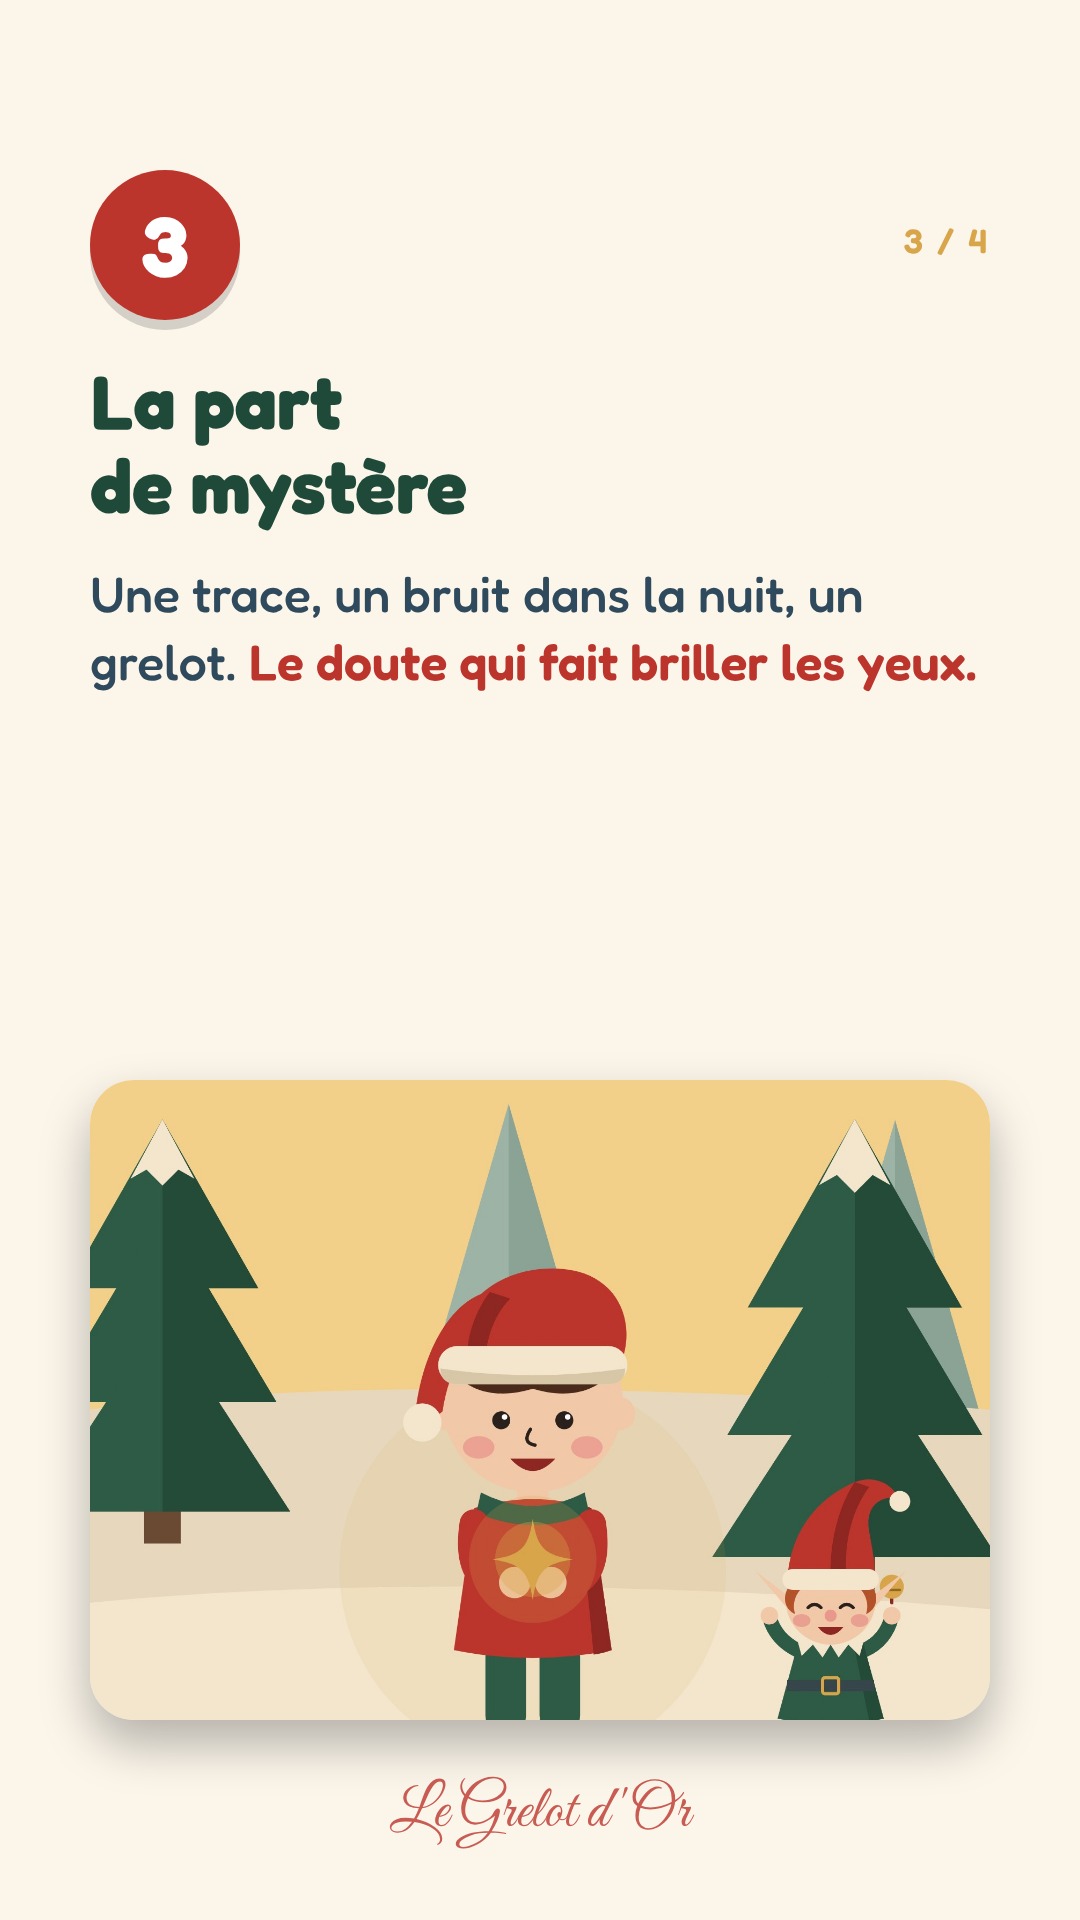 3
3 / 4
La part
de mystère
Une trace, un bruit dans la nuit, un
grelot. Le doute qui fait briller les yeux.
Le Grelot d'Or